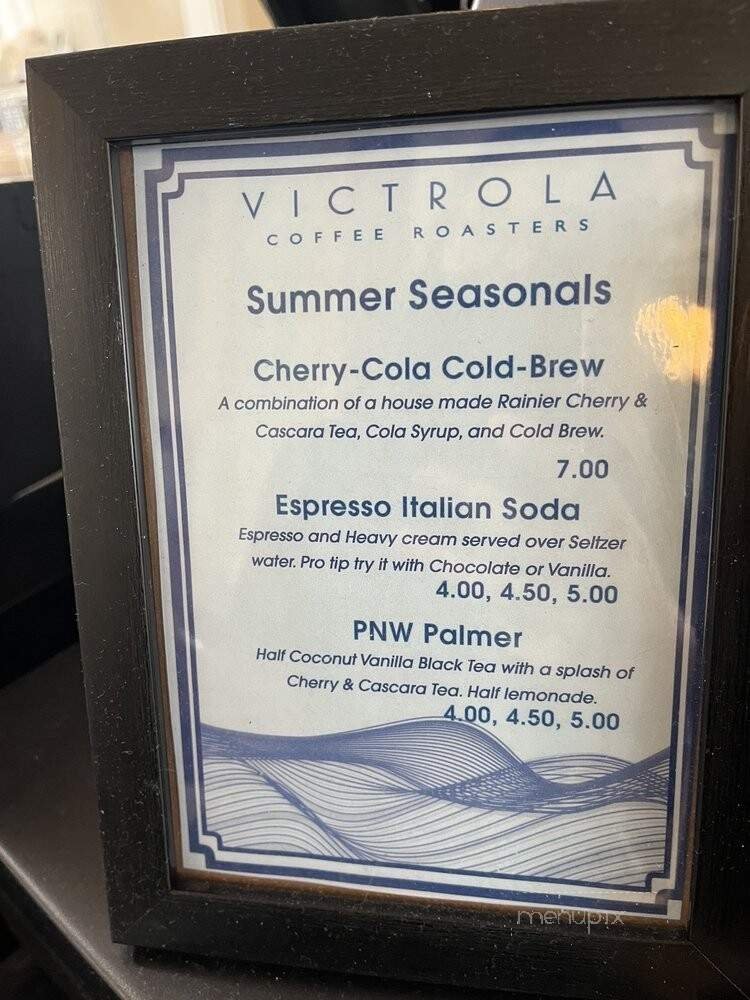 VICTROLA
COFFEE ROASTERS
Summer Seasonals
Cherry-Cola Cold-Brew
A combination of a house made Rainier Cherry &
Cascara Tea, Cola Syrup, and Cold Brew.
7.00
Espresso Italian Soda
Espresso and Heavy cream served over Seltzer
water. Pro tip try it with Chocolate or Vanilla.
4.00, 4.50, 5.00
PNW Palmer
Half Coconut Vanilla Black Tea with a splash of
Cherry & Cascara Tea. Half lemonade.
4.00, 4.50, 5.00
menupix